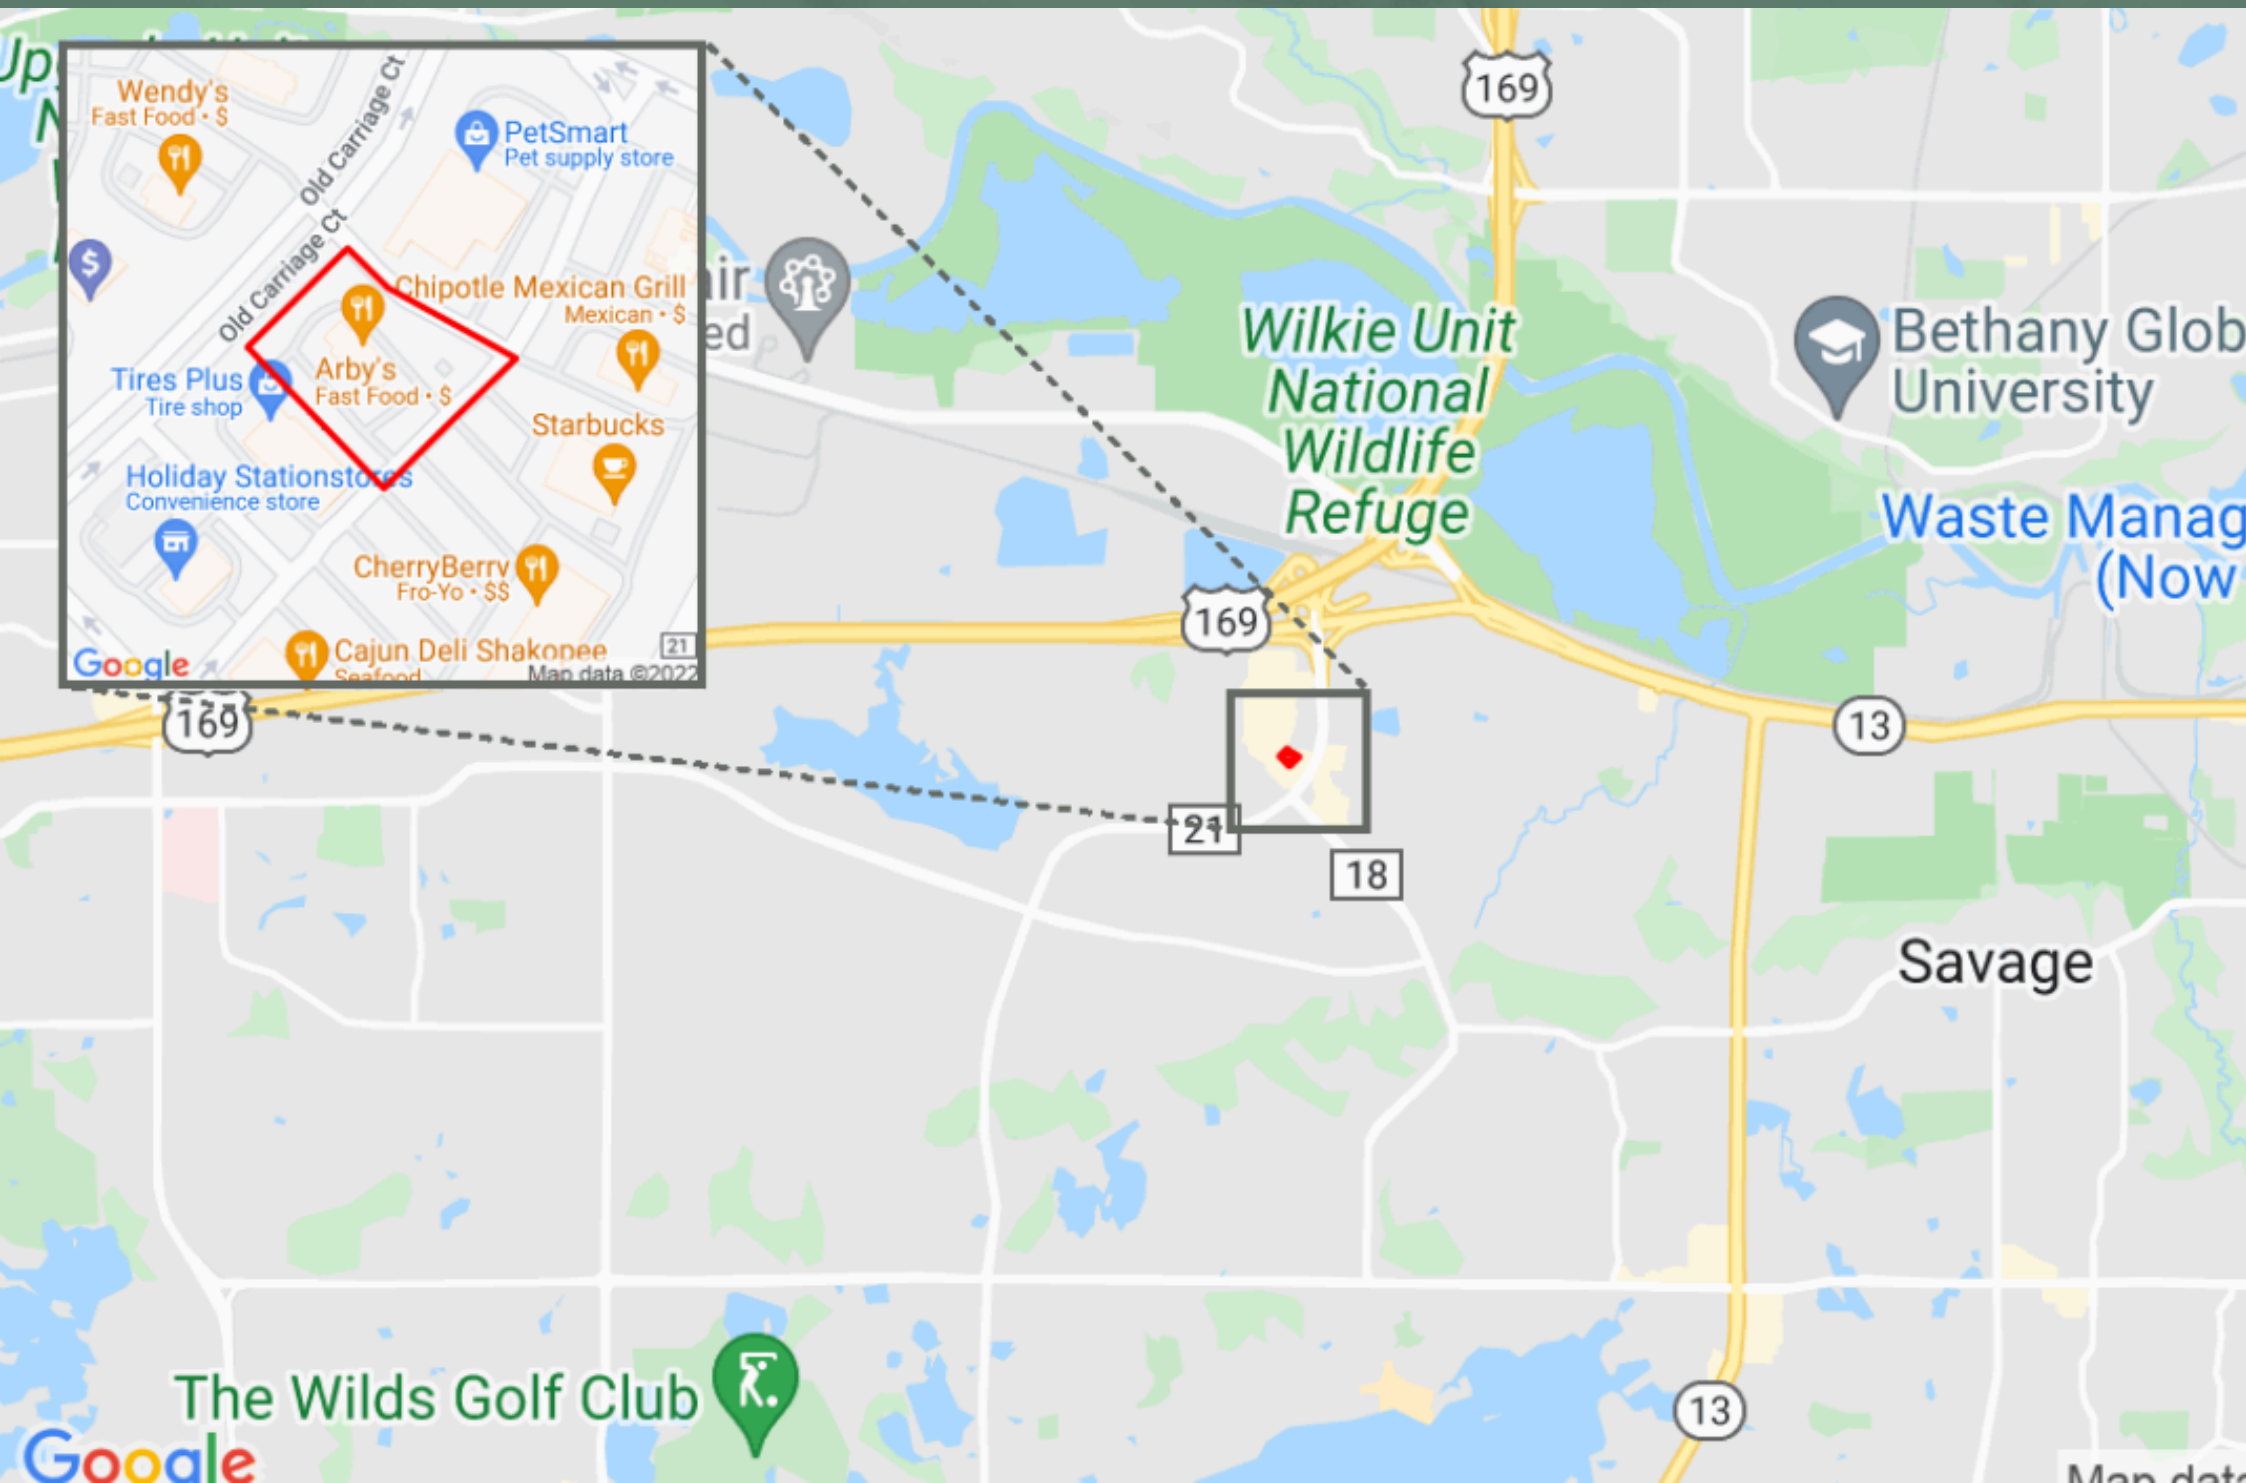 Wendy's
Fast Food • $
Old Carriage Ct
Old Carriage Ct
PetSmart
Pet supply store
$
Chipotle Mexican Grill
Mexican • $
Arby's
Fast Food • $
Tires Plus
Tire shop
Starbucks
Holiday Stationstores
Convenience store
CherryBerry
Fro-Yo • $$
Cajun Deli Shakopee
Seafood
21
Google
Map data ©2022
169
Wilkie Unit
National
Wildlife
Refuge
Bethany Glob
University
Waste Manag
(Now
169
169
13
21
18
Savage
The Wilds Golf Club
13
Google
Map data